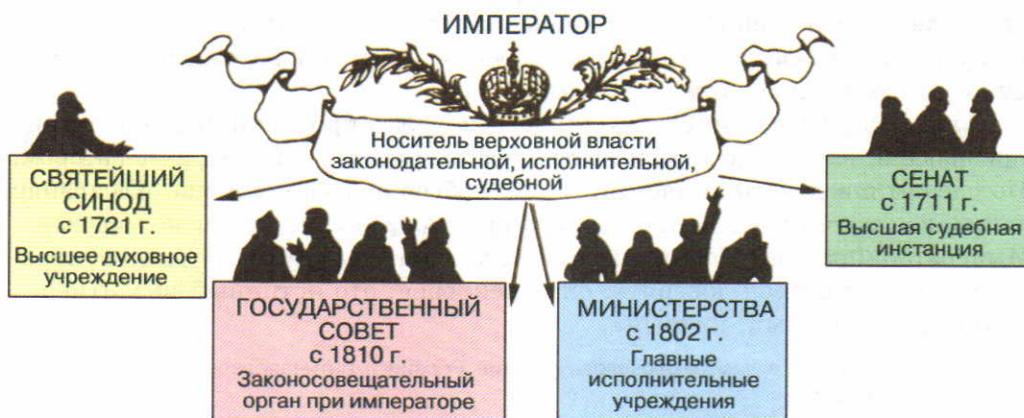 ИМПЕРАТОР
Носитель верховной власти
законодательной, исполнительной,
судебной
СВЯТЕЙШИЙ
СИНОД
с 1721 г.
Высшее духовное
учреждение
ГОСУДАРСТВЕННЫЙ
СОВЕТ
с 1810 г.
Законосовещательный
орган при императоре
МИНИСТЕРСТВА
с 1802 г.
Главные
исполнительные
учреждения
СЕНАТ
с 1711 г.
Высшая судебная
инстанция